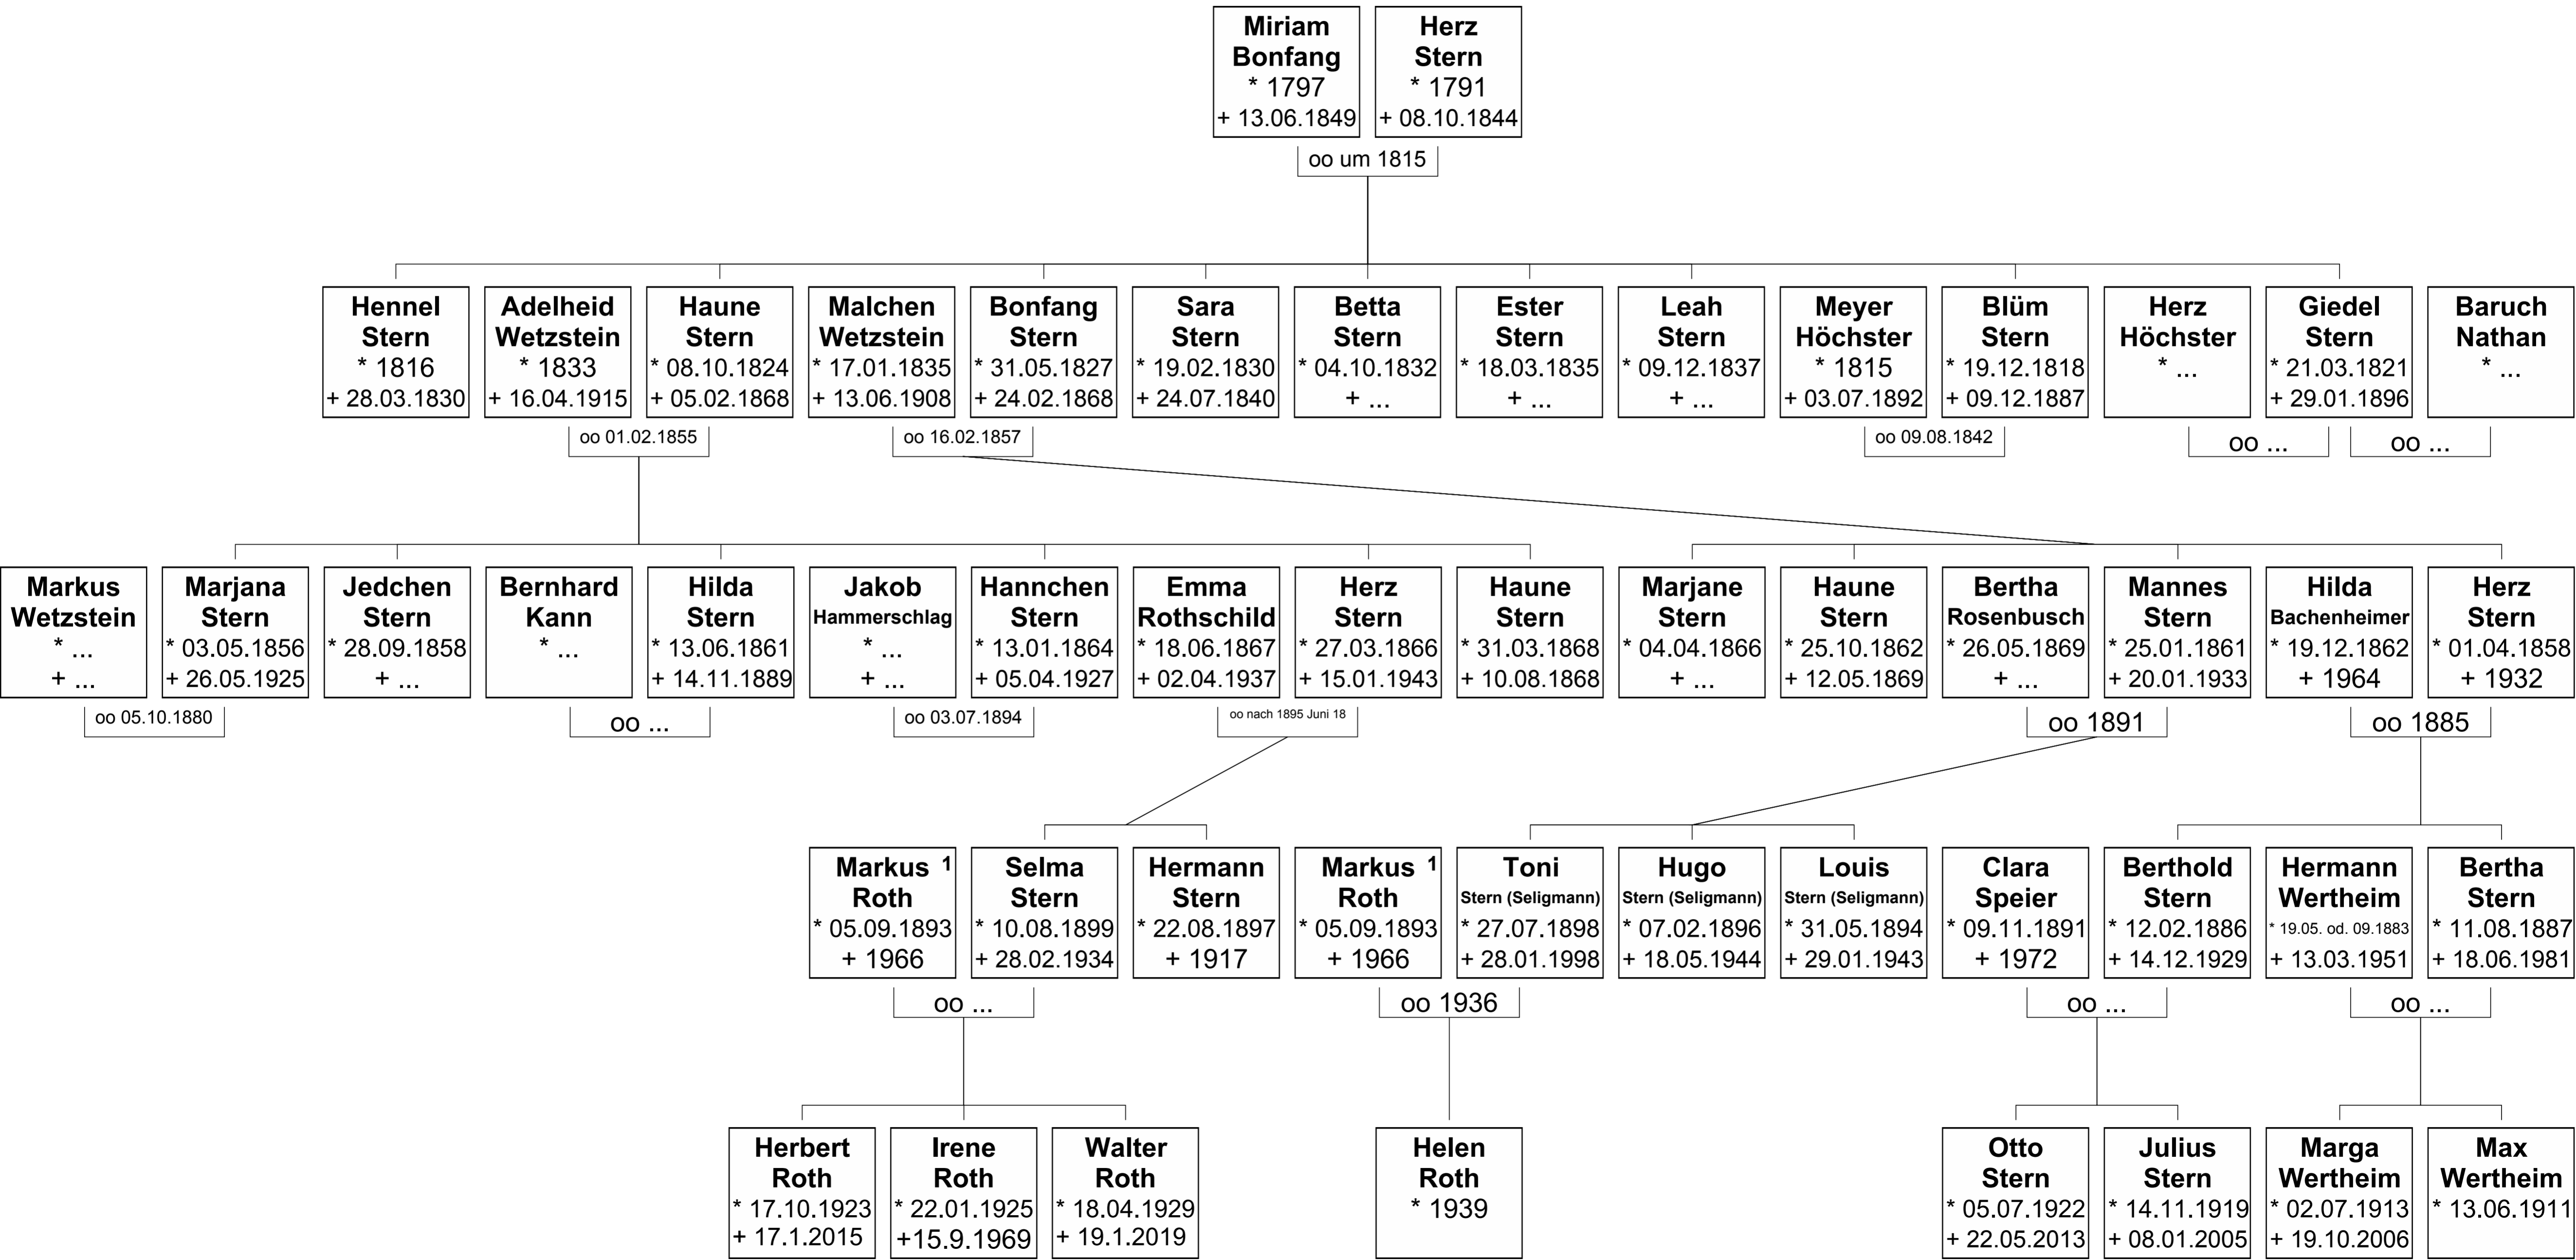 Miriam
Bonfang
* 1797
+ 13.06.1849
Herz
Stern
* 1791
+ 08.10.1844
oo um 1815
Hennel
Stern
* 1816
+ 28.03.1830
Adelheid
Wetzstein
* 1833
+ 16.04.1915
Haune
Stern
* 08.10.1824
+ 05.02.1868
Malchen
Wetzstein
* 17.01.1835
+ 13.06.1908
Bonfang
Stern
* 31.05.1827
+ 24.02.1868
Sara
Stern
* 19.02.1830
+ 24.07.1840
Betta
Stern
* 04.10.1832
+ ...
Ester
Stern
* 18.03.1835
+ ...
Leah
Stern
* 09.12.1837
+ ...
Meyer
Höchster
* 1815
+ 03.07.1892
Blüm
Stern
* 19.12.1818
+ 09.12.1887
Herz
Höchster
* ...
Giedel
Stern
* 21.03.1821
+ 29.01.1896
Baruch
Nathan
* ...
oo 01.02.1855
oo 16.02.1857
oo 09.08.1842
oo ...
oo ...
Markus
Wetzstein
* ...
+ ...
Marjana
Stern
* 03.05.1856
+ 26.05.1925
Jedchen
Stern
* 28.09.1858
+ ...
Bernhard
Kann
* ...
Hilda
Stern
* 13.06.1861
+ 14.11.1889
Jakob
Hammerschlag
* ...
+ ...
Hannchen
Stern
* 13.01.1864
+ 05.04.1927
Emma
Rothschild
* 18.06.1867
+ 02.04.1937
Herz
Stern
* 27.03.1866
+ 15.01.1943
Haune
Stern
* 31.03.1868
+ 10.08.1868
Marjane
Stern
* 04.04.1866
+ ...
Haune
Stern
* 25.10.1862
+ 12.05.1869
Bertha
Rosenbusch
* 26.05.1869
+ ...
Mannes
Stern
* 25.01.1861
+ 20.01.1933
Hilda
Bachenheimer
* 19.12.1862
+ 1964
Herz
Stern
* 01.04.1858
+ 1932
oo 05.10.1880
oo ...
oo 03.07.1894
oo nach 1895 Juni 18
oo 1891
oo 1885
Markus 1
Roth
* 05.09.1893
+ 1966
Selma
Stern
* 10.08.1899
+ 28.02.1934
Hermann
Stern
* 22.08.1897
+ 1917
Markus 1
Roth
* 05.09.1893
+ 1966
Toni
Stern (Seligmann)
* 27.07.1898
+ 28.01.1998
Hugo
Stern (Seligmann)
* 07.02.1896
+ 18.05.1944
Louis
Stern (Seligmann)
* 31.05.1894
+ 29.01.1943
Clara
Speier
* 09.11.1891
+ 1972
Berthold
Stern
* 12.02.1886
+ 14.12.1929
Hermann
Wertheim
* 19.05. od. 09.1883
+ 13.03.1951
Bertha
Stern
* 11.08.1887
+ 18.06.1981
oo ...
oo 1936
oo ...
oo ...
Herbert
Roth
* 17.10.1923
+ 17.1.2015
Irene
Roth
* 22.01.1925
+15.9.1969
Walter
Roth
* 18.04.1929
+ 19.1.2019
Helen
Roth
* 1939
Otto
Stern
* 05.07.1922
+ 22.05.2013
Julius
Stern
* 14.11.1919
+ 08.01.2005
Marga
Wertheim
* 02.07.1913
+ 19.10.2006
Max
Wertheim
* 13.06.1911